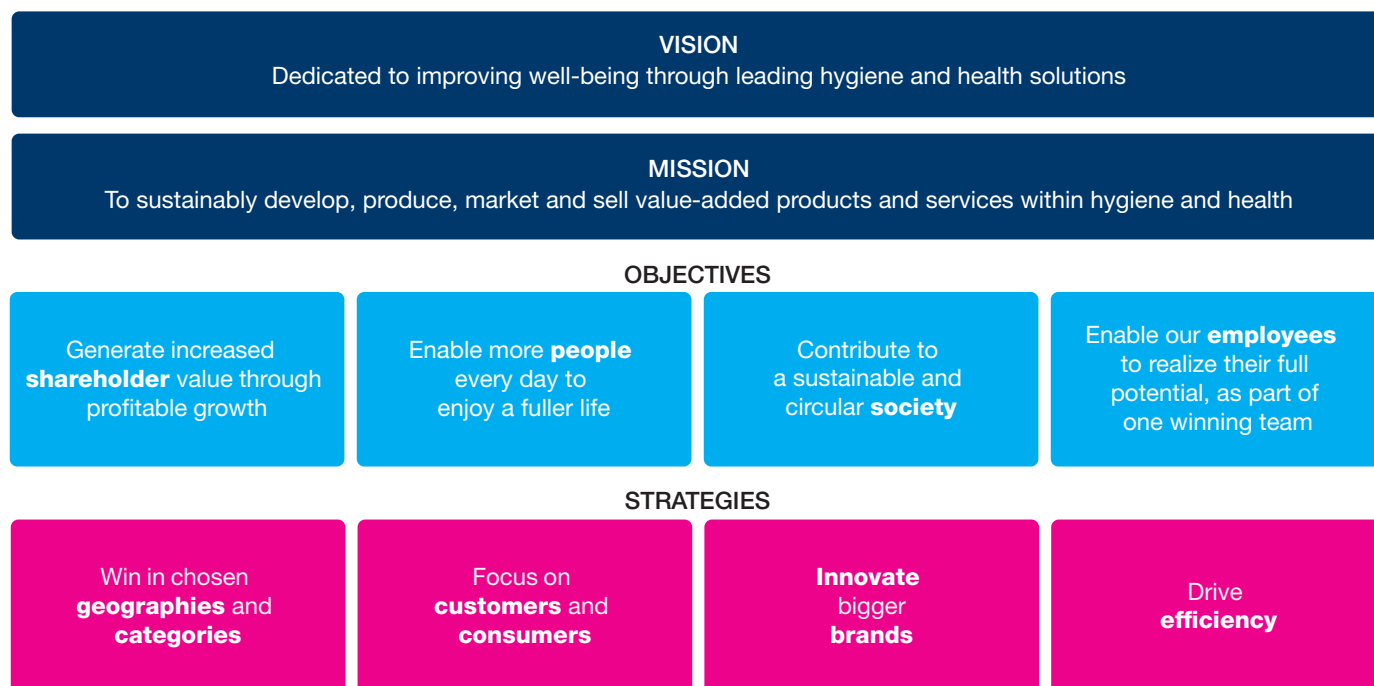 VISION
Dedicated to improving well-being through leading hygiene and health solutions
MISSION
To sustainably develop, produce, market and sell value-added products and services within hygiene and health
OBJECTIVES
Generate increased
shareholder value through
profitable growth
Enable more people
every day to
enjoy a fuller life
Contribute to
a sustainable and
circular society
Enable our employees
to realize their full
potential, as part of
one winning team
STRATEGIES
Win in chosen
geographies and
categories
Focus on
customers and
consumers
Innovate
bigger
brands
Drive
efficiency